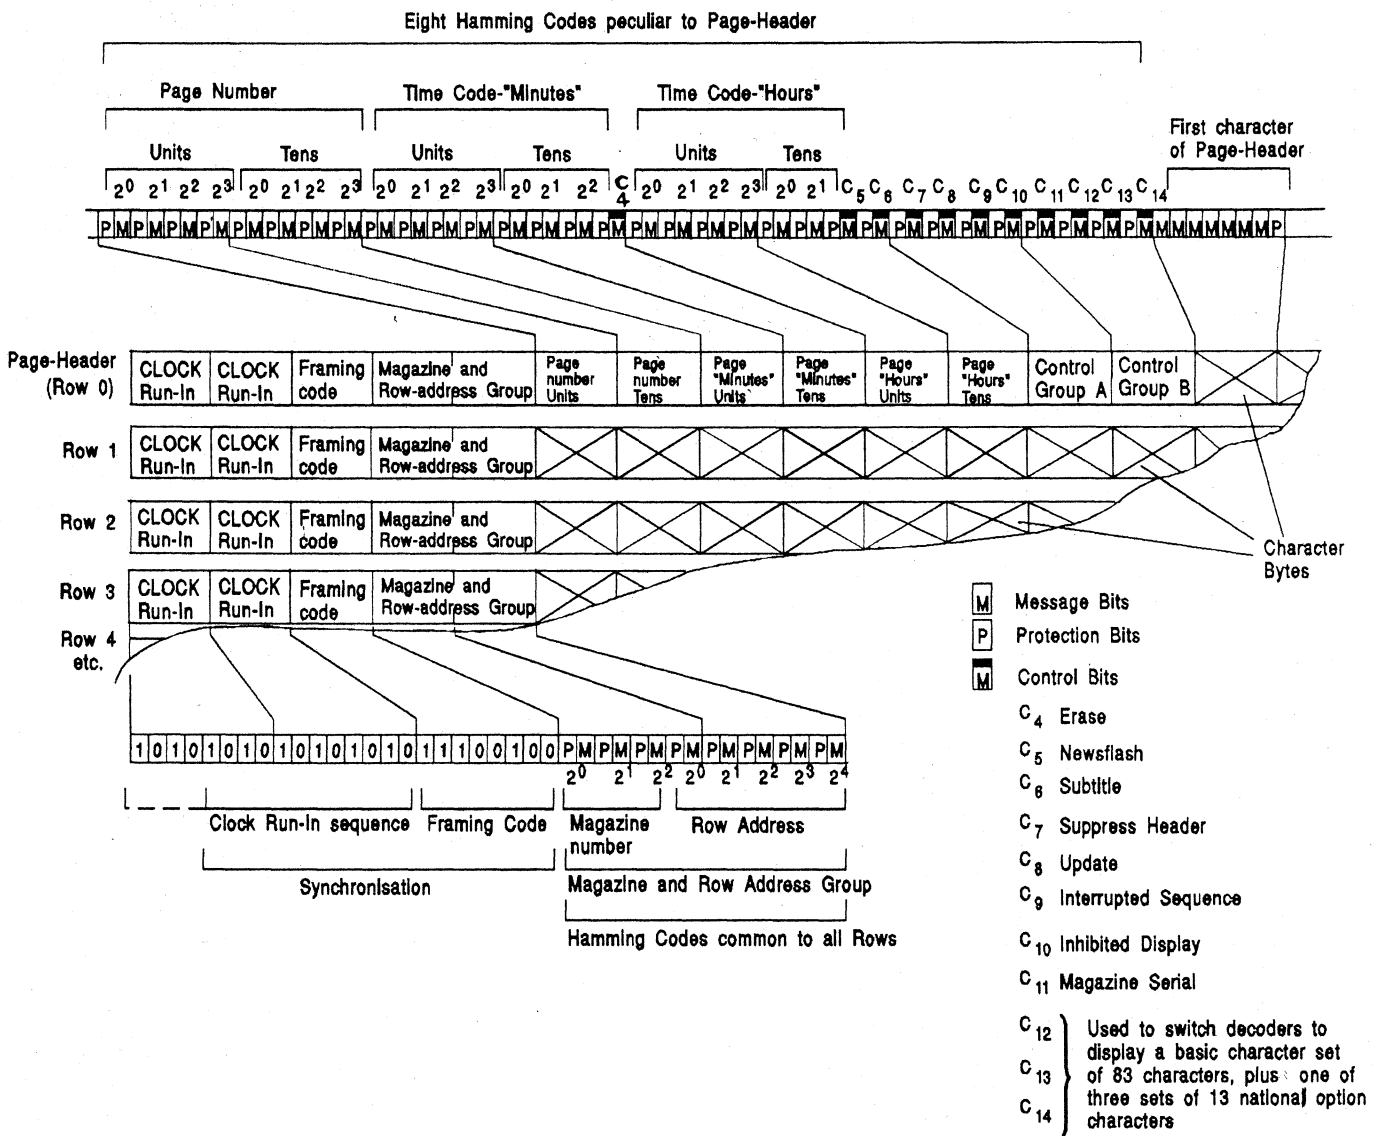 Eight Hamming Codes peculiar to Page-Header
Page Number
Time Code-"Minutes"
Time Code-"Hours"
First character
of Page-Header
Units
Tens
Units
Tens
Units
Tens
2⁰ 2¹ 2² 2³ 2⁰ 2¹ 2² 2³ 2⁰ 2¹ 2² 2³ 2⁰ 2¹ 2² C₄ 2⁰ 2¹ 2² 2³ 2⁰ 2¹ C₅ C₆ C₇ C₈ C₉ C₁₀ C₁₁ C₁₂ C₁₃ C₁₄
P M P M P M P M P M P M P M P M P M P M P M P M P M P M P M P M P M P M P M P M P M P M P M P M P M P M P M P M P M P M P M P M M M M M M M M P
Page-Header
(Row 0)
CLOCK
Run-In
CLOCK
Run-In
Framing
code
Magazine and
Row-address Group
Page
number
Units
Page
number
Tens
Page
"Minutes"
Units
Page
"Minutes"
Tens
Page
"Hours"
Units
Page
"Hours"
Tens
Control
Group A
Control
Group B
Row 1
CLOCK
Run-In
CLOCK
Run-In
Framing
code
Magazine and
Row-address Group
Row 2
CLOCK
Run-In
CLOCK
Run-In
Framing
code
Magazine and
Row-address Group
Row 3
CLOCK
Run-In
CLOCK
Run-In
Framing
code
Magazine and
Row-address Group
Row 4
etc.
Character
Bytes
1 0 1 0 1 0 1 0 1 0 1 0 1 0 1 0 1 1 1 0 0 1 0 0 P M P M P M P M P M P M P M P M
2⁰ 2¹ 2² 2⁰ 2¹ 2² 2³ 2⁴
Clock Run-In sequence
Framing Code
Magazine
number
Row Address
Synchronisation
Magazine and Row Address Group
Hamming Codes common to all Rows
M Message Bits
P Protection Bits
M Control Bits
C₄ Erase
C₅ Newsflash
C₆ Subtitle
C₇ Suppress Header
C₈ Update
C₉ Interrupted Sequence
C₁₀ Inhibited Display
C₁₁ Magazine Serial
C₁₂
C₁₃
C₁₄
Used to switch decoders to
display a basic character set
of 83 characters, plus one of
three sets of 13 national option
characters